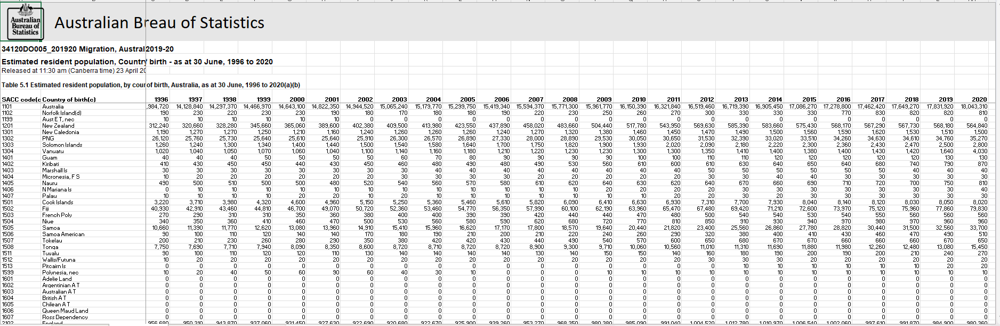 Australian
Bureau of
Statistics
Australian Breau of Statistics
34120DO005_201920 Migration, Austral 2019-20
Estimated resident population, Country birth - as at 30 June, 1996 to 2020
Released at 11:30 am (Canberra time) 23 April 20
Table 5.1 Estimated resident population, by cour of birth, Australia, as at 30 June, 1996 to 2020(a)(b)
SACC code(c Country of birth(c) 1996 1997 1998 1999 2000 2001 2002 2003 2004 2005 2006 2007 2008 2009 2010 2011 2012 2013 2014 2015 2016 2017 2018 2019 2020
1101 Australia ,984,720 14,128,840 14,297,370 14,466,970 14,643,100 14,822,350 14,944,520 15,065,240 15,179,770 15,299,750 15,419,340 15,594,370 15,771,300 15,961,770 16,150,390 16,321,840 16,519,460 16,719,390 16,905,450 17,086,270 17,278,800 17,462,420 17,649,270 17,831,920 18,043,310
1102 Norfolk Island(d) 190 230 220 230 230 190 180 170 180 180 190 220 230 250 260 270 300 330 330 330 770 830 820 820 810
1199 Aust E T, nec 10 10 10 10 10 10 0 0 0 0 0 0 0 0 0 0 0 0 0 0 0 0 0 0 0
1201 New Zealand 312,240 320,660 328,280 345,660 365,060 389,600 402,380 409,500 413,980 423,550 437,890 458,020 483,660 504,440 517,780 543,950 569,630 585,390 583,660 575,430 568,170 567,290 567,730 568,180 564,840
1301 New Caledonia 1,190 1,270 1,270 1,250 1,210 1,160 1,240 1,260 1,260 1,260 1,240 1,270 1,320 1,380 1,460 1,450 1,470 1,490 1,500 1,560 1,590 1,620 1,530 1,510 1,500
1302 PNG 26,120 25,760 25,730 25,640 25,610 25,640 25,910 26,300 26,570 26,890 27,330 28,000 28,890 29,530 30,050 30,650 31,530 32,390 33,020 33,510 34,260 34,630 34,610 34,760 35,270
1303 Solomon Islands 1,260 1,240 1,300 1,340 1,400 1,440 1,500 1,540 1,580 1,640 1,700 1,750 1,820 1,900 1,930 2,020 2,090 2,180 2,220 2,300 2,360 2,430 2,470 2,500 2,800
1304 Vanuatu 1,020 1,040 1,050 1,070 1,060 1,040 1,100 1,140 1,160 1,180 1,210 1,220 1,230 1,230 1,300 1,300 1,350 1,410 1,400 1,380 1,400 1,430 1,420 1,640 4,030
1401 Guam 40 40 40 50 50 50 50 60 70 80 90 90 90 90 100 100 110 110 120 120 120 120 120 130 130
1402 Kiribati 410 430 450 440 430 450 460 480 490 480 490 490 530 560 610 600 610 630 640 650 640 680 740 790 870
1403 Marshall Is 30 30 30 30 30 30 30 30 30 40 40 40 40 40 40 40 50 50 50 50 50 40 50 40 40
1404 Micronesia, F S 10 20 20 20 20 20 30 30 30 30 30 20 20 20 20 20 30 30 40 40 30 30 30 30 30
1405 Nauru 490 500 510 500 500 480 520 540 560 570 580 610 620 640 630 620 640 670 660 690 710 720 700 750 810
1406 N Mariana Is 0 10 10 10 10 10 10 10 10 10 10 10 10 20 20 20 20 30 30 30 30 30 30 30 30
1407 Palau 10 10 10 10 20 20 10 20 10 10 10 10 10 10 10 20 20 30 30 30 30 30 30 30 40
1501 Cook Islands 3,220 3,710 3,980 4,320 4,600 4,960 5,150 5,250 5,360 5,460 5,610 5,820 6,090 6,410 6,630 6,930 7,310 7,700 7,930 8,040 8,140 8,120 8,030 8,050 8,020
1502 Fiji 40,930 42,910 43,460 44,810 46,700 49,070 50,720 52,360 53,460 54,770 56,350 57,990 60,100 62,190 63,960 65,470 67,480 69,420 71,210 72,600 73,970 75,120 75,960 77,860 79,830
1503 French Poly 270 290 310 310 350 360 380 400 400 390 390 420 440 440 470 480 500 540 540 530 540 550 560 560 560
1504 Niue 340 350 360 410 460 470 500 530 560 580 590 620 680 720 770 810 850 910 930 940 970 980 970 960 960
1505 Samoa 10,660 11,390 11,770 12,620 13,080 13,960 14,910 15,410 15,960 16,620 17,170 17,800 18,570 19,640 20,440 21,820 23,400 25,560 26,860 27,780 28,820 30,440 31,500 32,560 33,700
1506 Samoa American 90 100 110 120 140 140 170 180 190 210 200 210 220 240 260 290 320 380 400 410 430 460 470 490 510
1507 Tokelau 200 210 230 260 280 290 350 380 420 420 430 440 490 540 570 600 650 680 670 670 660 660 660 670 650
1508 Tonga 7,750 7,690 7,710 7,940 8,090 8,350 8,600 8,720 8,710 8,720 8,720 8,900 9,300 9,710 10,060 10,560 11,010 11,310 11,690 11,880 11,980 12,260 12,480 13,080 15,450
1511 Tuvalu 90 100 110 120 120 110 130 140 140 140 140 130 140 150 150 140 160 180 190 200 190 200 210 240 270
1512 Wallis/Futuna 10 20 20 20 20 20 20 20 20 20 20 20 20 20 20 20 30 30 30 20 20 20 20 20 20
1513 Pitcairn Is 0 0 0 0 0 0 0 0 0 0 0 0 0 0 0 0 0 10 10 10 10 10 10 20 20
1599 Polynesia, nec 10 20 40 50 60 90 60 40 30 10 0 0 0 10 10 10 10 10 10 10 10 10 10 10 10
1601 Adelie Land 0 0 0 0 0 0 0 0 0 0 0 0 0 0 0 0 0 0 0 0 0 0 0 0 0
1602 Argentinian A T 0 0 0 0 0 0 0 0 0 0 0 0 0 0 0 0 0 0 0 0 0 0 0 0 0
1603 Australian A T 0 0 0 0 0 0 0 0 0 0 0 0 0 0 0 0 0 0 0 0 0 0 0 0 0
1604 British A T 0 0 0 0 0 0 0 0 0 0 0 0 0 0 0 0 0 0 0 0 0 0 0 0 0
1605 Chilean A T 0 0 0 0 0 0 0 0 0 0 0 0 0 0 0 0 0 0 0 0 0 0 0 0 0
1606 Queen Maud Land 0 0 0 0 0 0 0 0 0 0 0 0 0 0 0 0 0 0 0 0 0 0 0 0 0
1607 Ross Dependency 0 0 0 0 0 0 0 0 0 0 0 0 0 0 0 0 0 0 0 0 0 0 0 0 0
2102 England 956,680 950,310 943,870 937,060 931,450 927,630 922,690 920,680 922,670 925,900 939,260 953,270 968,350 980,380 985,090 991,040 1,004,520 1,012,780 1,010,970 1,006,540 1,002,060 997,610 991,870 984,900 980,360